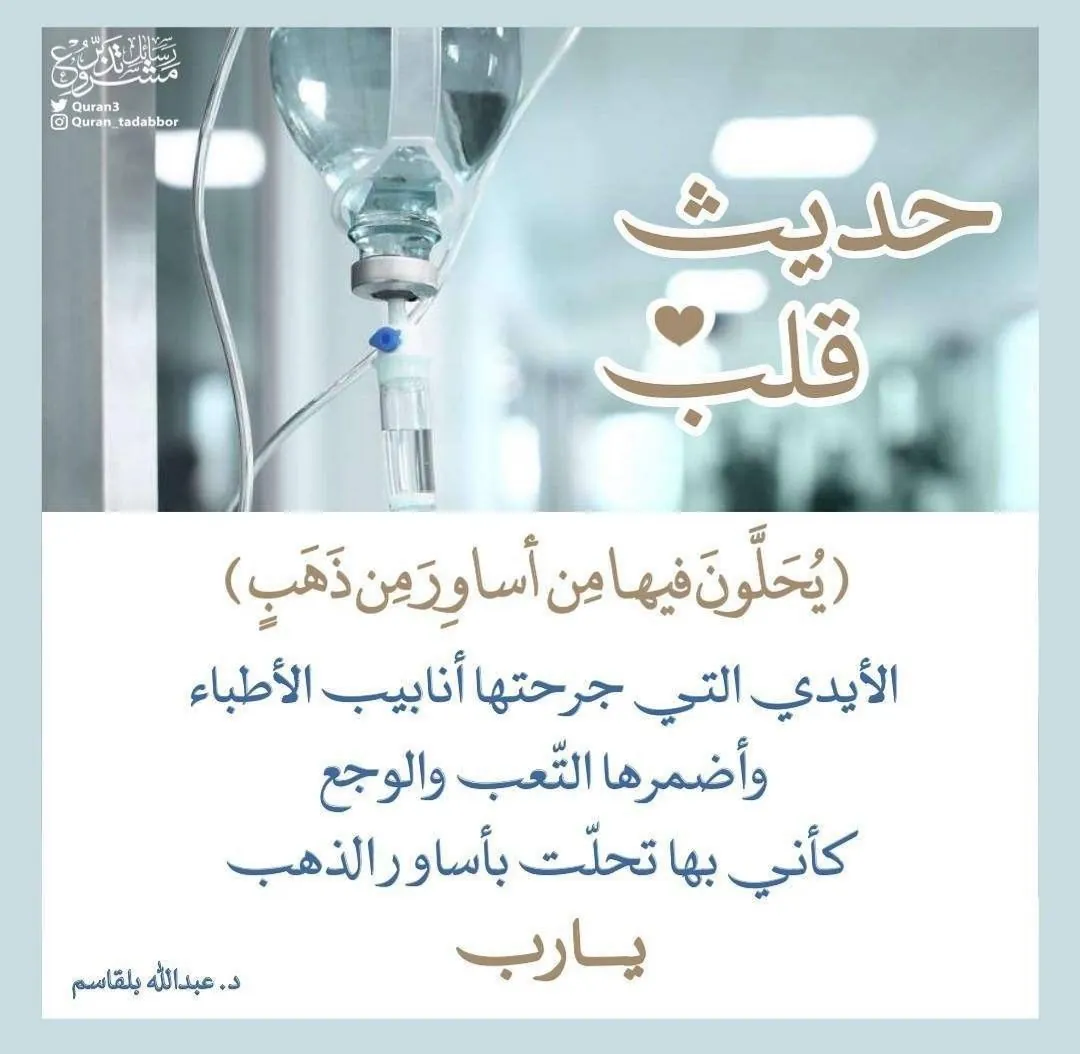 مشروع رسائل تدبر
Quran3
Quran_tadabbor
حديث
قلب
(يُحَلَّونَ فيها مِن أساوِرَ مِن ذَهَبٍ)
الأيدي التي جرحتها أنابيب الأطباء
وأضمرها التّعب والوجع
كأني بها تحلّت بأساور الذهب
يارب
د. عبدالله بلقاسم